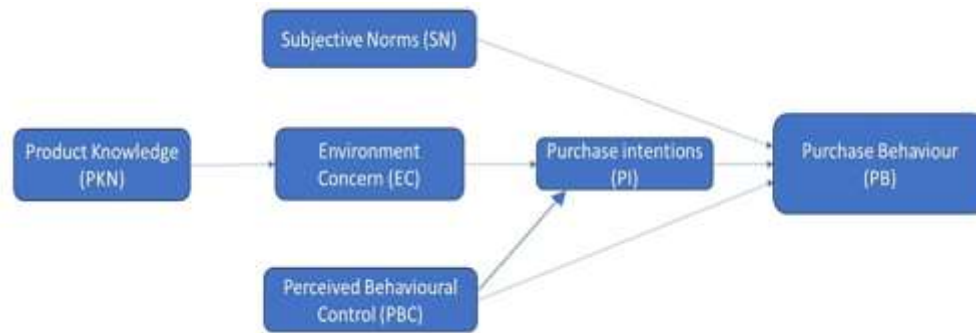 Subjective Norms (SN)
Product Knowledge
(PKN)
Environment
Concern (EC)
Purchase intentions
(PI)
Purchase Behaviour
(PB)
Perceived Behavioural
Control (PBC)